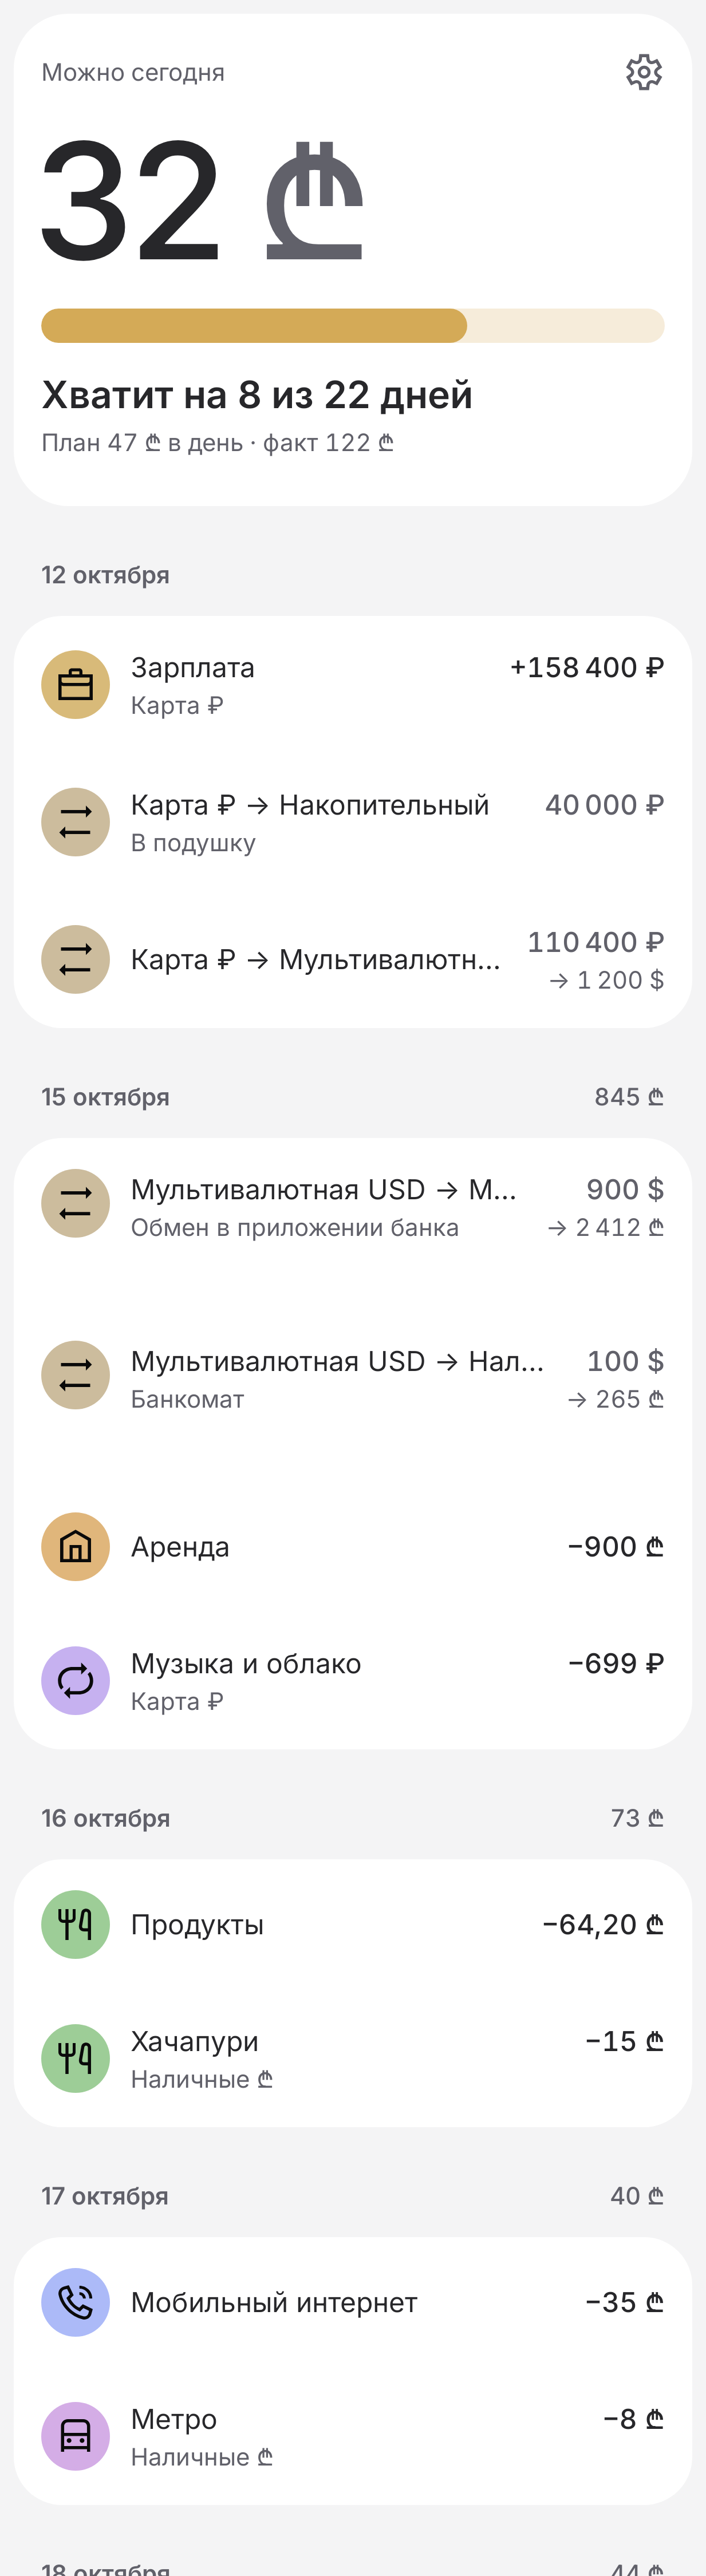 Можно сегодня
32 ₾
Хватит на 8 из 22 дней
План 47 ₾ в день · факт 122 ₾
12 октября
Зарплата
+158 400 ₽
Карта ₽
Карта ₽ → Накопительный
40 000 ₽
В подушку
Карта ₽ → Мультивалютн...
110 400 ₽
→ 1 200 $
15 октября
845 ₾
Мультивалютная USD → М...
900 $
Обмен в приложении банка
→ 2 412 ₾
Мультивалютная USD → Нал...
100 $
Банкомат
→ 265 ₾
Аренда
−900 ₾
Музыка и облако
−699 ₽
Карта ₽
16 октября
73 ₾
Продукты
−64,20 ₾
Хачапури
−15 ₾
Наличные ₾
17 октября
40 ₾
Мобильный интернет
−35 ₾
Метро
−8 ₾
Наличные ₾
18 октября
44 ₾